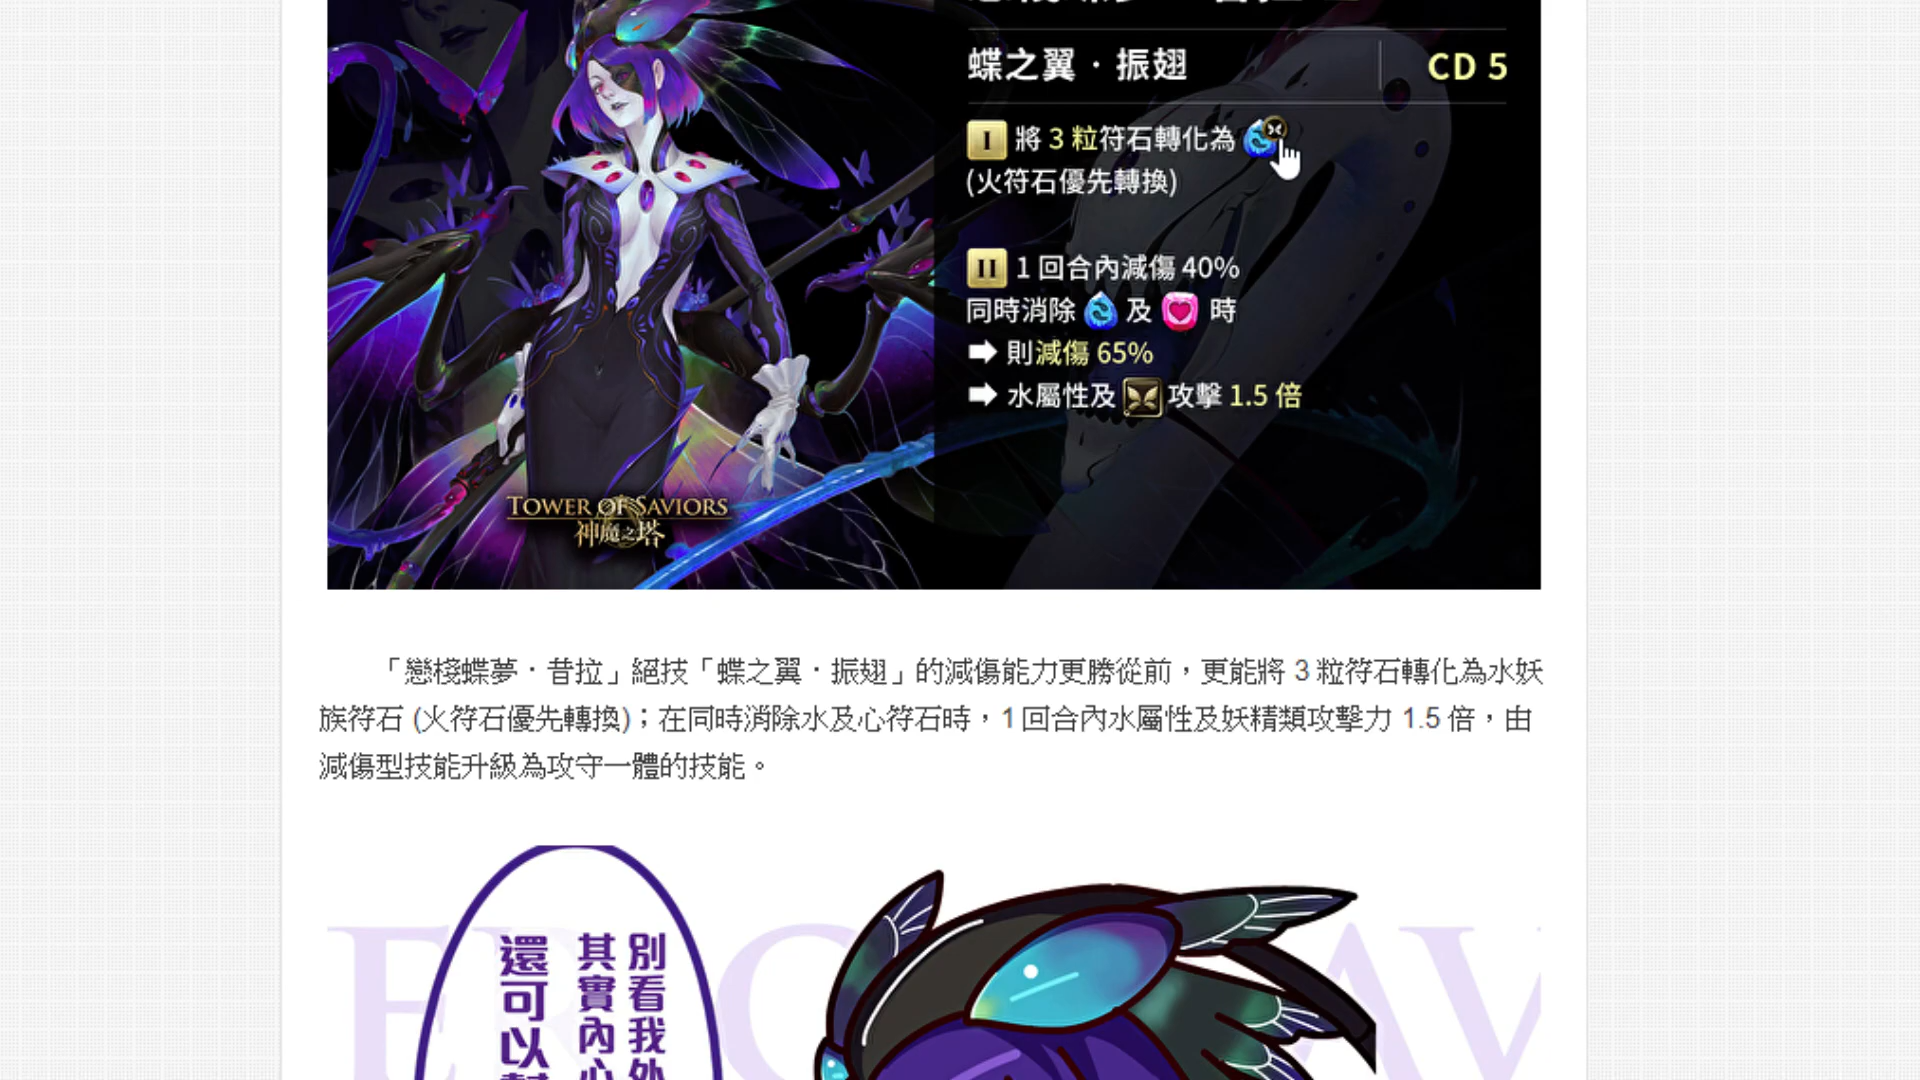 蝶之翼．振翅 CD 5
I 將 3 粒符石轉化為
(火符石優先轉換)
II 1 回合內減傷 40%
同時消除 及 時
➡ 則減傷 65%
➡ 水屬性及 攻擊 1.5 倍
TOWER OF SAVIORS
神魔之塔
「戀棧蝶夢．昔拉」絕技「蝶之翼．振翅」的減傷能力更勝從前，更能將 3 粒符石轉化為水妖
族符石 (火符石優先轉換)；在同時消除水及心符石時，1 回合內水屬性及妖精類攻擊力 1.5 倍，由
減傷型技能升級為攻守一體的技能。
別看我外
其實內心
還可以